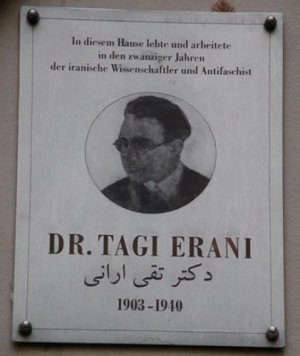 In diesem Hause lebte und arbeitete
in den zwanziger Jahren
der iranische Wissenschaftler und Antifaschist
DR. TAGI ERANI
دکتر تقی ارانی
1903-1940